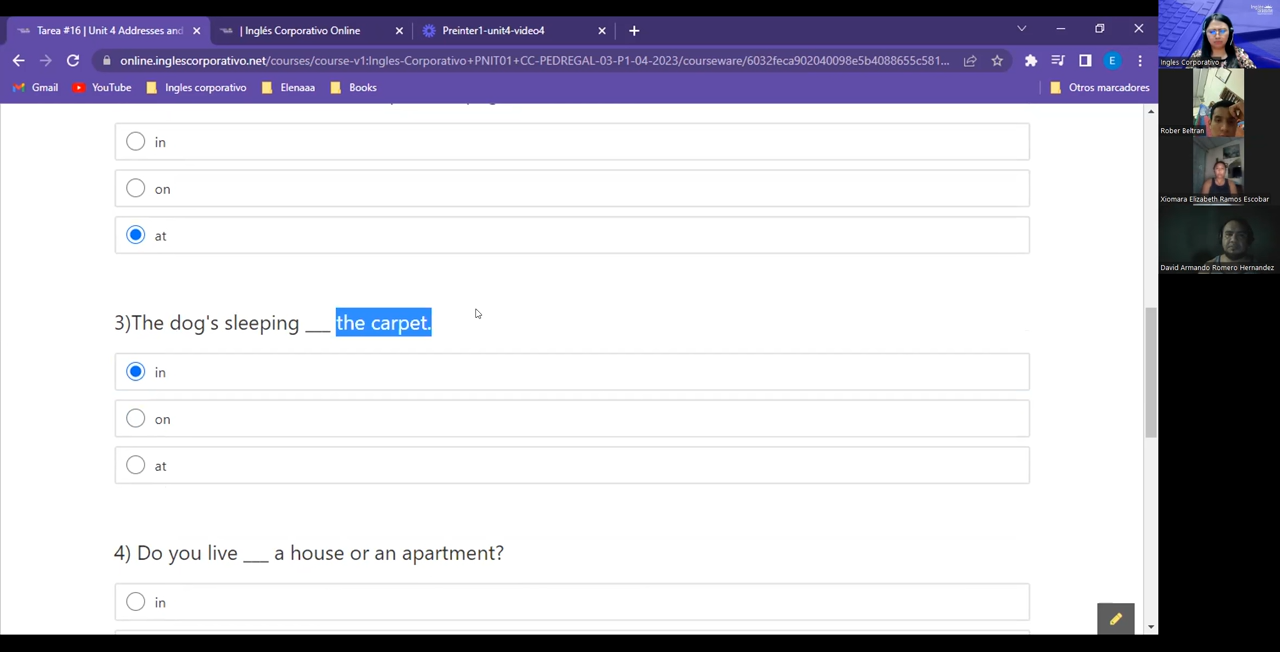 Tarea #16 | Unit 4 Addresses and
| Inglés Corporativo Online
Preinter1-unit4-video4
online.inglescorporativo.net/courses/course-v1:Ingles-Corporativo+PNIT01+CC-PEDREGAL-03-P1-04-2023/courseware/6032feca902040098e5b4088655c581...
E
Gmail
YouTube
Ingles corporativo
Elenaaa
Books
Otros marcadores
in
on
at
3)The dog's sleeping ___ the carpet.
in
on
at
4) Do you live ___ a house or an apartment?
in
Ingles Corporativo
Rober Beltran
Xiomara Elizabeth Ramos Escobar
David Armando Romero Hernandez